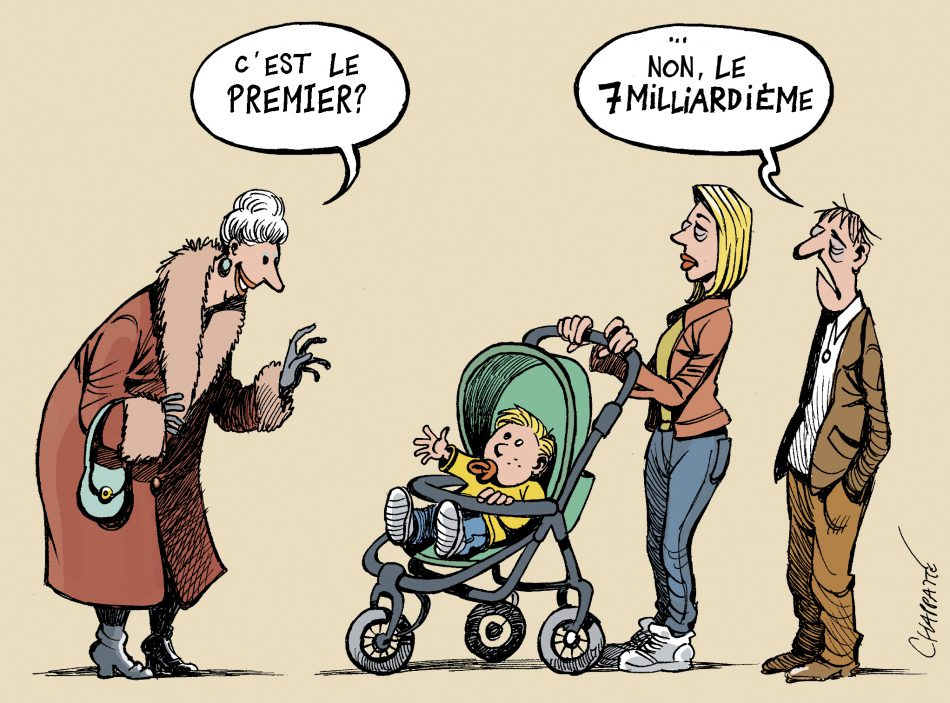 C'EST LE
PREMIER?
...
NON, LE
7 MILLIARDIÈME
CHAPPATTE